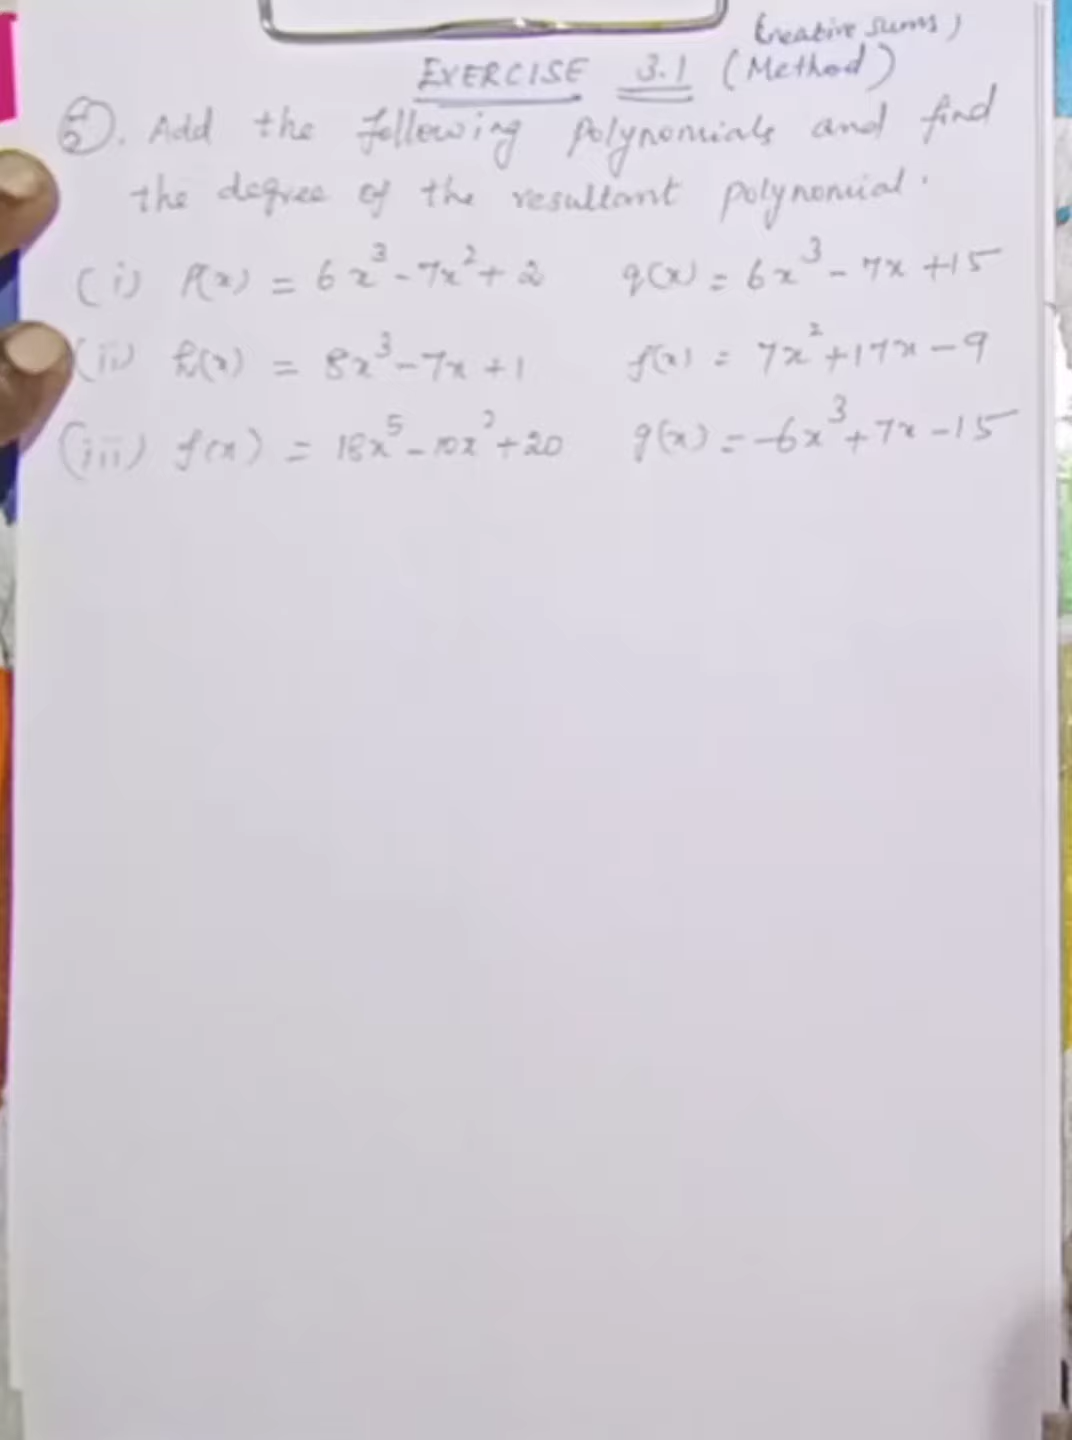 (creative sums)
EXERCISE 3.1 (Method)
5. Add the following polynomials and find
the degree of the resultant polynomial.
(i) P(x) = 6x³ - 7x² + 2 q(x) = 6x³ - 7x + 15
(ii) h(x) = 8x³ - 7x + 1 f(x) = 7x² + 17x - 9
(iii) f(x) = 18x⁵ - 10x² + 20 g(x) = -6x³ + 7x - 15